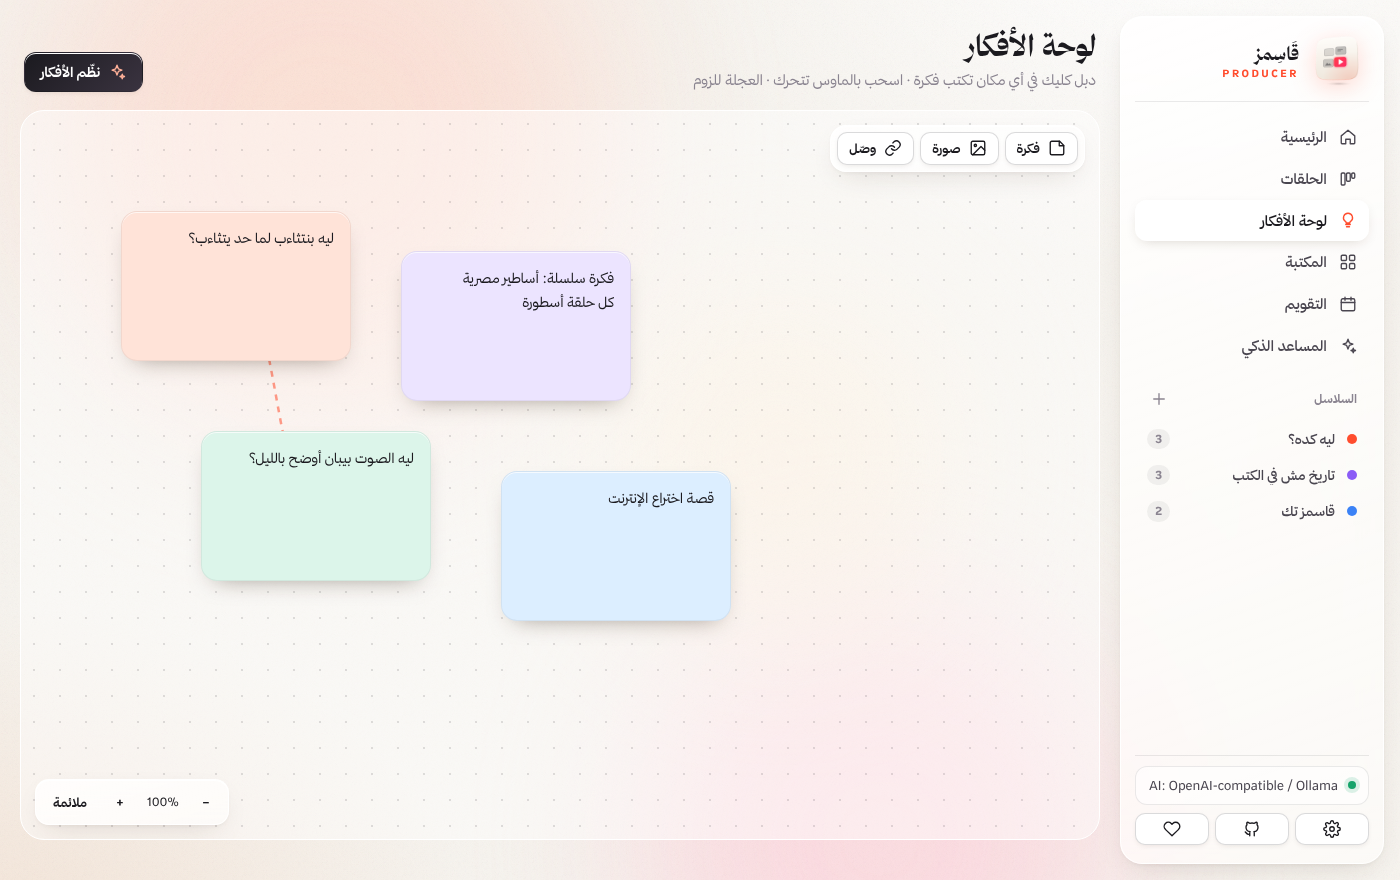 قَاسِمز
PRODUCER
الرئيسية
الحلقات
لوحة الأفكار
المكتبة
التقويم
المساعد الذكي
السلاسل
ليه كده؟ 3
تاريخ مش في الكتب 3
قاسمز تك 2
AI: OpenAI-compatible / Ollama
لوحة الأفكار
دبل كليك في أي مكان تكتب فكرة · اسحب بالماوس تتحرك · العجلة للزوم
نظّم الأفكار
فكرة صورة وصّل
ليه بنتثاءب لما حد يتثاءب؟
فكرة سلسلة: أساطير مصرية
كل حلقة أسطورة
ليه الصوت بيبان أوضح بالليل؟
قصة اختراع الإنترنت
− 100% + ملائمة